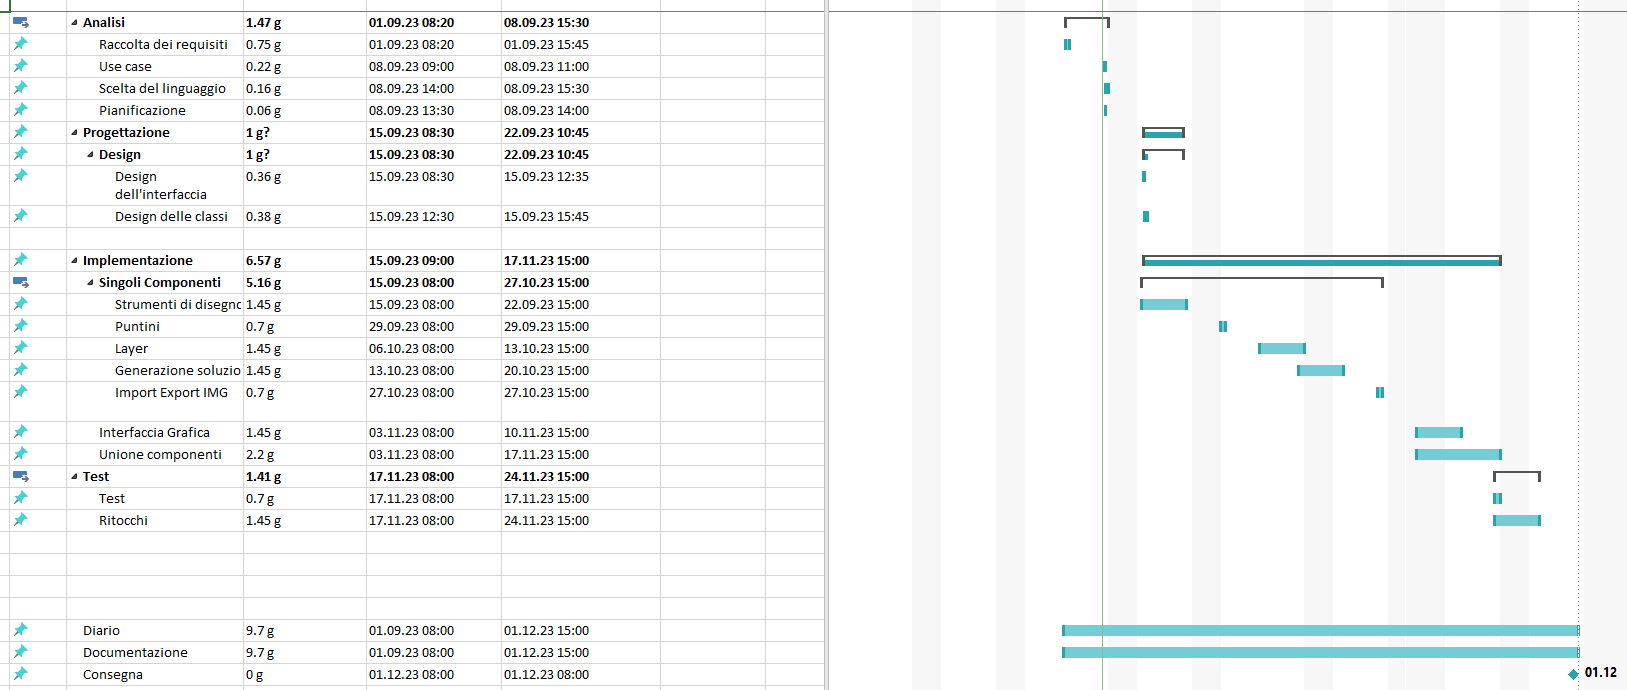 Analisi 1.47 g 01.09.23 08:20 08.09.23 15:30
Raccolta dei requisiti 0.75 g 01.09.23 08:20 01.09.23 15:45
Use case 0.22 g 08.09.23 09:00 08.09.23 11:00
Scelta del linguaggio 0.16 g 08.09.23 14:00 08.09.23 15:30
Pianificazione 0.06 g 08.09.23 13:30 08.09.23 14:00
Progettazione 1 g? 15.09.23 08:30 22.09.23 10:45
Design 1 g? 15.09.23 08:30 22.09.23 10:45
Design 0.36 g 15.09.23 08:30 15.09.23 12:35
dell'interfaccia
Design delle classi 0.38 g 15.09.23 12:30 15.09.23 15:45
Implementazione 6.57 g 15.09.23 09:00 17.11.23 15:00
Singoli Componenti 5.16 g 15.09.23 08:00 27.10.23 15:00
Strumenti di disegno 1.45 g 15.09.23 08:00 22.09.23 15:00
Puntini 0.7 g 29.09.23 08:00 29.09.23 15:00
Layer 1.45 g 06.10.23 08:00 13.10.23 15:00
Generazione soluzio 1.45 g 13.10.23 08:00 20.10.23 15:00
Import Export IMG 0.7 g 27.10.23 08:00 27.10.23 15:00
Interfaccia Grafica 1.45 g 03.11.23 08:00 10.11.23 15:00
Unione componenti 2.2 g 03.11.23 08:00 17.11.23 15:00
Test 1.41 g 17.11.23 08:00 24.11.23 15:00
Test 0.7 g 17.11.23 08:00 17.11.23 15:00
Ritocchi 1.45 g 17.11.23 08:00 24.11.23 15:00
Diario 9.7 g 01.09.23 08:00 01.12.23 15:00
Documentazione 9.7 g 01.09.23 08:00 01.12.23 15:00
Consegna 0 g 01.12.23 08:00 01.12.23 08:00 01.12